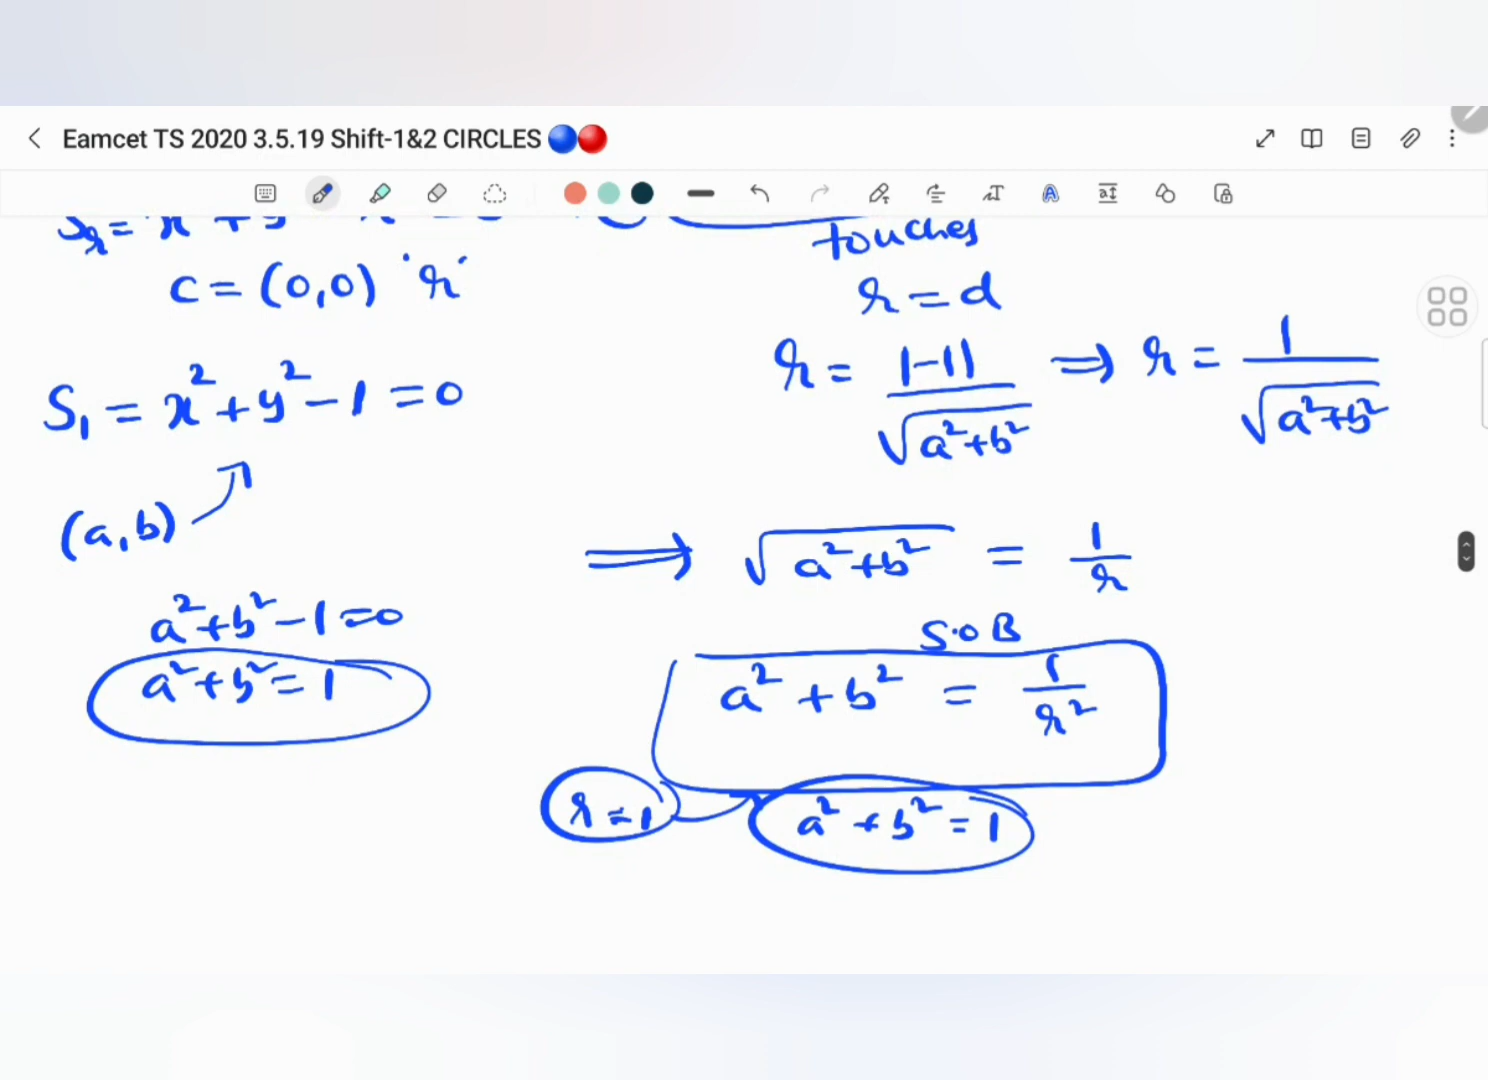 Eamcet TS 2020 3.5.19 Shift-1&2 CIRCLES
touches
c = (0,0) 'r'
r = d
S₁ = x² + y² - 1 = 0
r = |-1| / √(a²+b²) ⟹ r = 1 / √(a²+b²)
(a,b)
⟹ √(a²+b²) = 1/r
a²+b²-1=0
S.O.B
a²+b²=1
a² + b² = 1/r²
r=1
a² + b² = 1